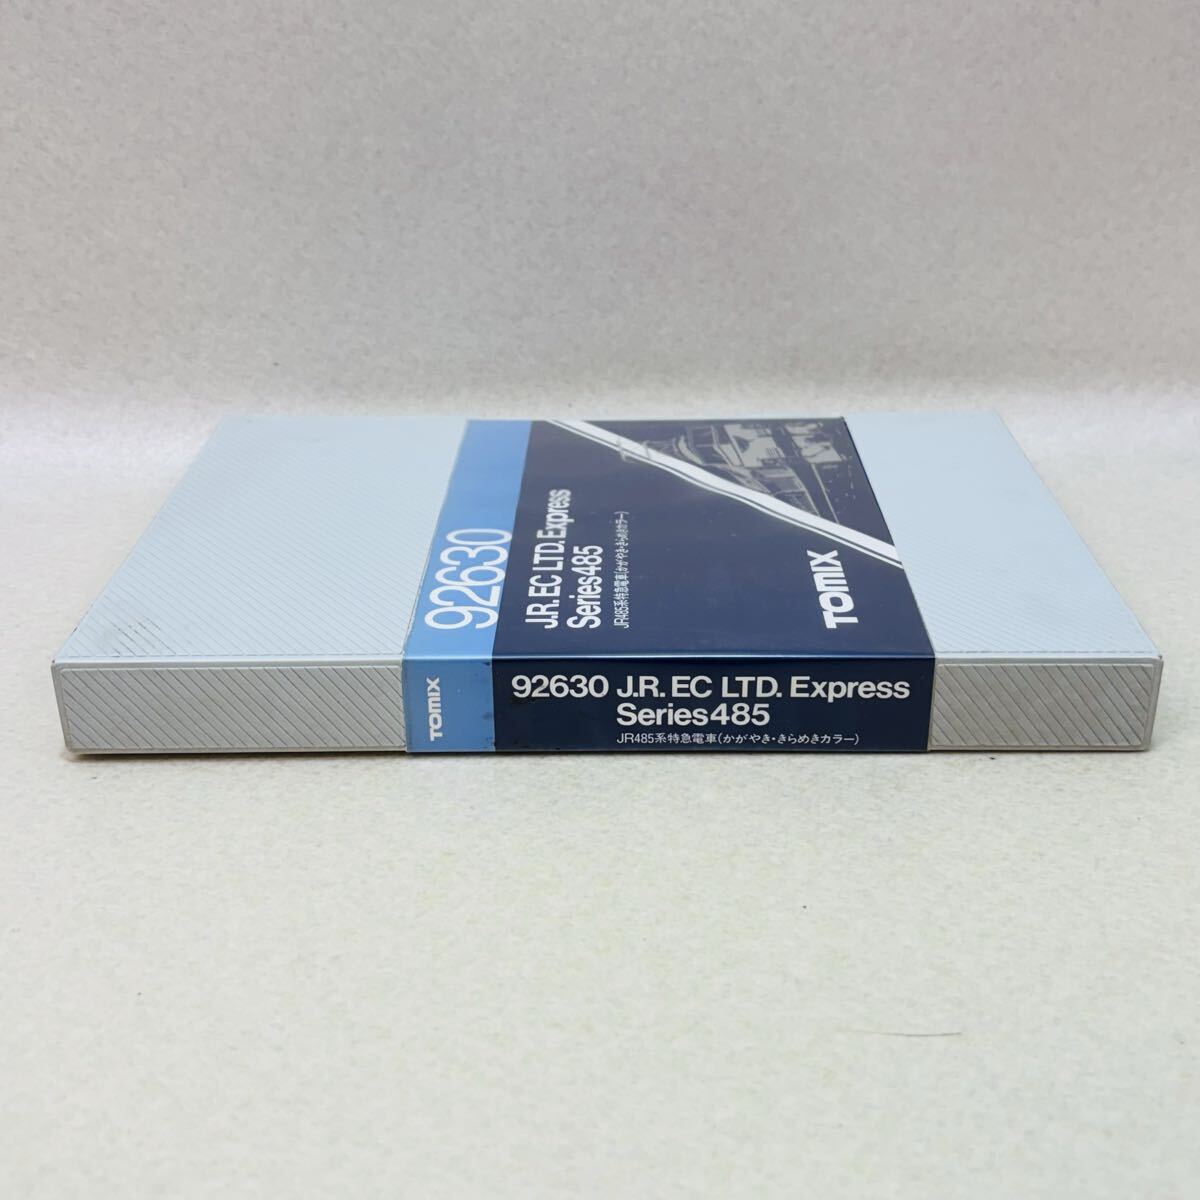 92630
J.R. EC LTD. Express
Series485
JR485系特急電車(かがやき・きらめきカラー)
TOMIX
TOMIX
92630 J.R. EC LTD. Express
Series485
JR485系特急電車(かがやき・きらめきカラー)